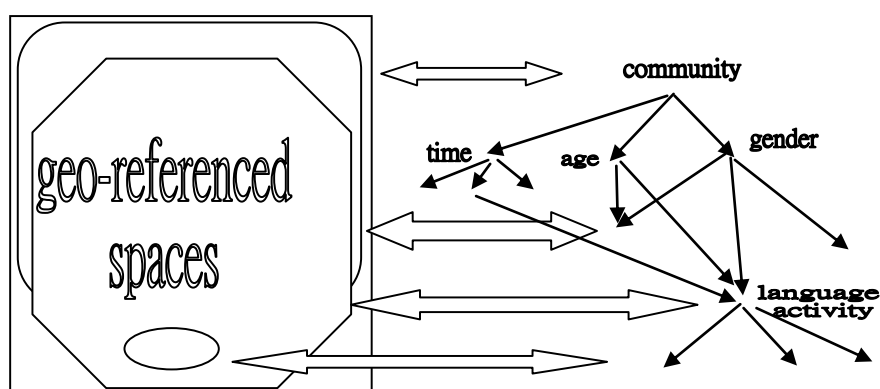 community
time
age
gender
geo-referenced
spaces
language
activity